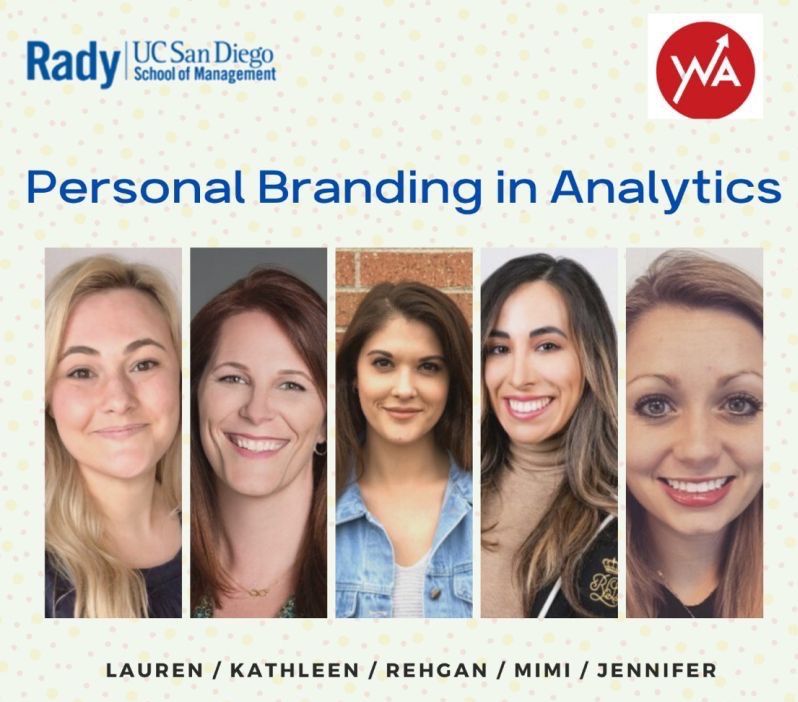 Rady UC San Diego
School of Management
WA
Personal Branding in Analytics
LAUREN / KATHLEEN / REHGAN / MIMI / JENNIFER